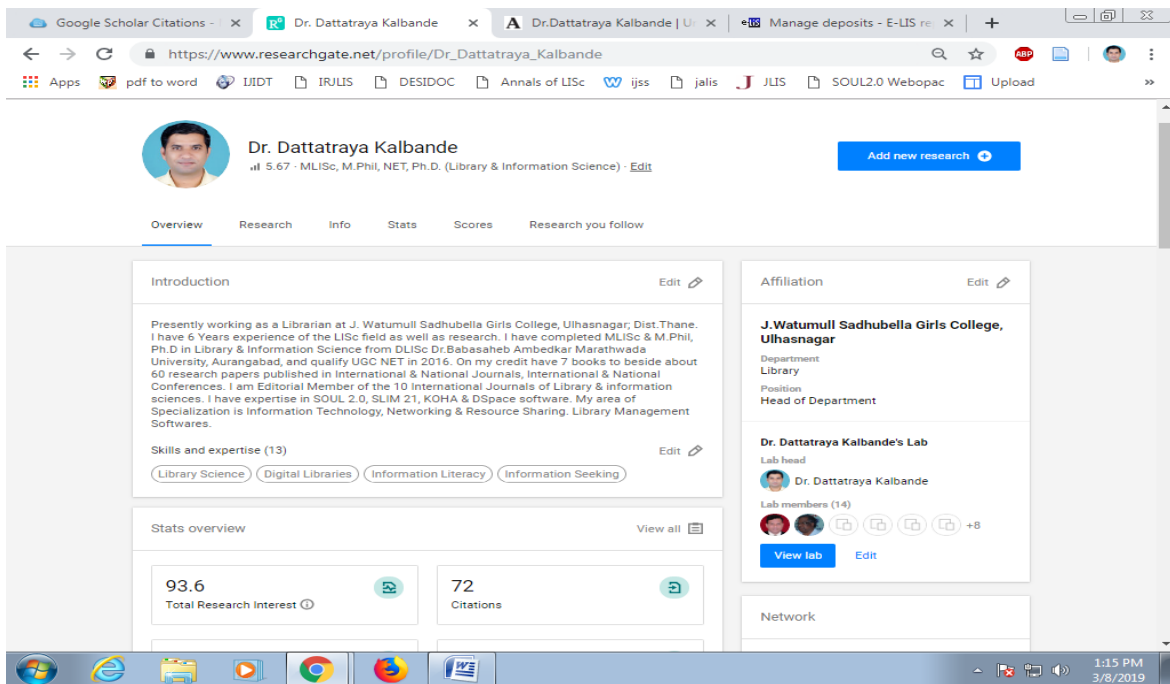 Google Scholar Citations -
Dr. Dattatraya Kalbande
Dr.Dattatraya Kalbande | U
Manage deposits - E-LIS re
https://www.researchgate.net/profile/Dr_Dattatraya_Kalbande
ABP
Apps
pdf to word
IJIDT
IRJLIS
DESIDOC
Annals of LISc
ijss
jalis
JLIS
SOUL2.0 Webopac
Upload
Dr. Dattatraya Kalbande
5.67 · MLISc, M.Phil, NET, Ph.D. (Library & Information Science) · Edit
Add new research
Overview
Research
Info
Stats
Scores
Research you follow
Introduction
Edit
Presently working as a Librarian at J. Watumull Sadhubella Girls College, Ulhasnagar; Dist.Thane.
I have 6 Years experience of the LISc field as well as research. I have completed MLISc & M.Phil,
Ph.D in Library & Information Science from DLISc Dr.Babasaheb Ambedkar Marathwada
University, Aurangabad, and qualify UGC NET in 2016. On my credit have 7 books to beside about
60 research papers published in International & National Journals, International & National
Conferences. I am Editorial Member of the 10 International Journals of Library & information
sciences. I have expertise in SOUL 2.0, SLIM 21, KOHA & DSpace software. My area of
Specialization is Information Technology, Networking & Resource Sharing. Library Management
Softwares.
Skills and expertise (13)
Edit
Library Science
Digital Libraries
Information Literacy
Information Seeking
Stats overview
View all
93.6
Total Research Interest
72
Citations
Affiliation
Edit
J.Watumull Sadhubella Girls College,
Ulhasnagar
Department
Library
Position
Head of Department
Dr. Dattatraya Kalbande's Lab
Lab head
Dr. Dattatraya Kalbande
Lab members (14)
+8
View lab
Edit
Network
1:15 PM
3/8/2019